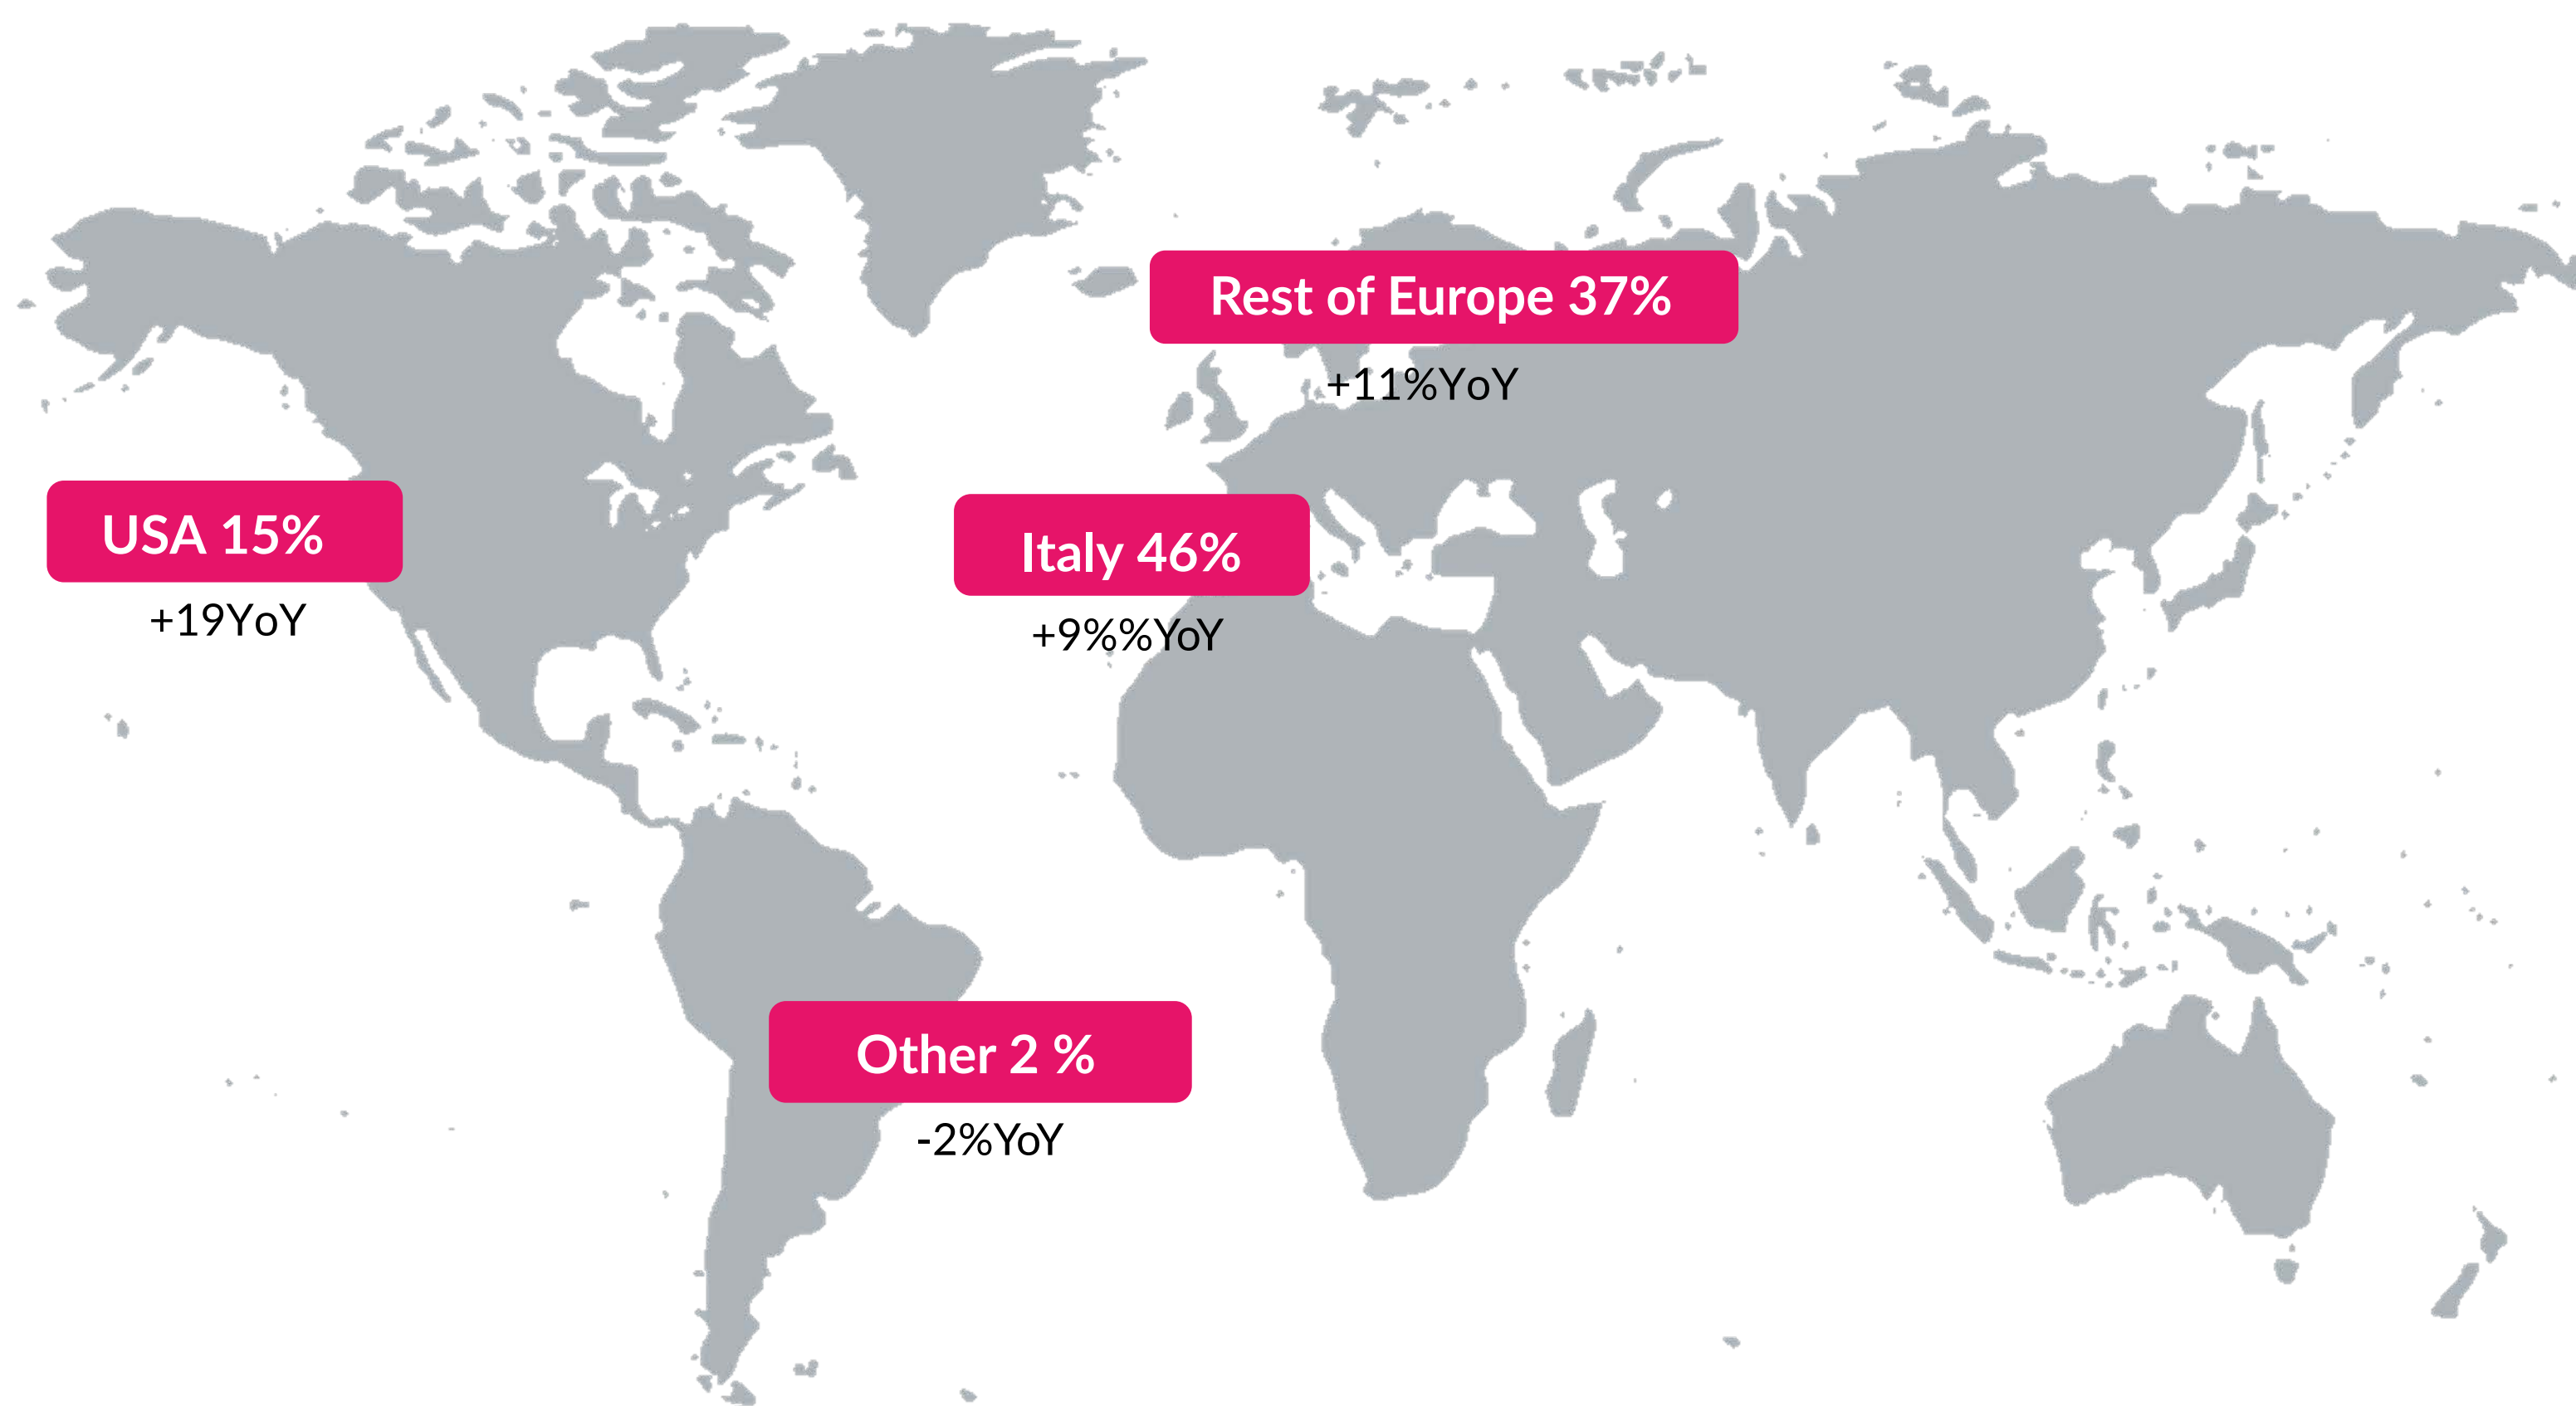 Rest of Europe 37%
+11%YoY
USA 15%
+19YoY
Italy 46%
+9%%YoY
Other 2 %
-2%YoY